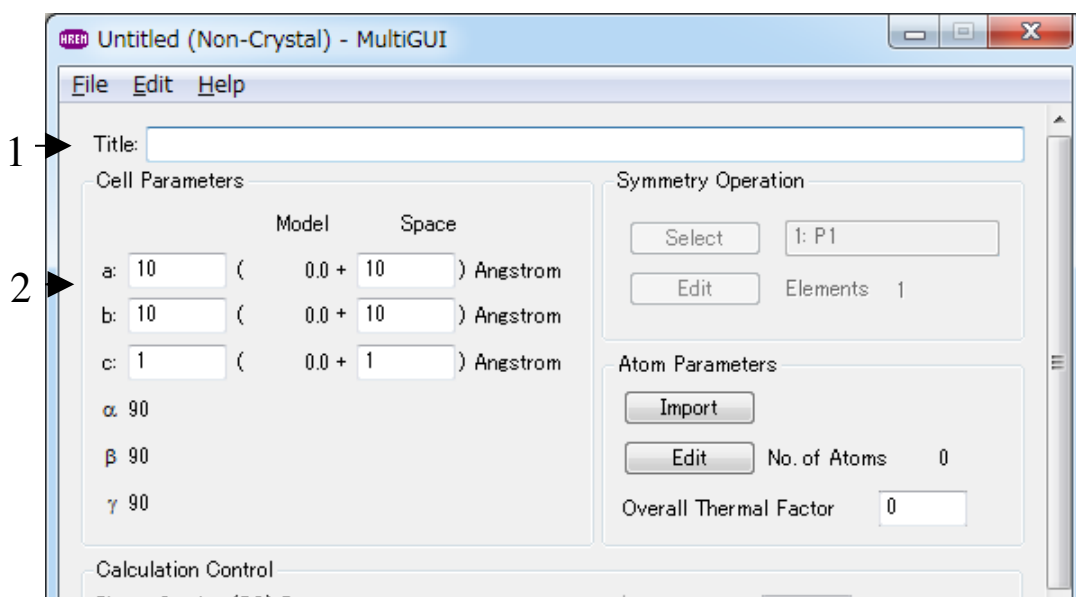 HREM Untitled (Non-Crystal) - MultiGUI
File Edit Help
1 Title:
Cell Parameters
Model Space
2
a: 10 ( 0.0 + 10 ) Angstrom
b: 10 ( 0.0 + 10 ) Angstrom
c: 1 ( 0.0 + 1 ) Angstrom
α 90
β 90
γ 90
Symmetry Operation
Select 1: P1
Edit Elements 1
Atom Parameters
Import
Edit No. of Atoms 0
Overall Thermal Factor 0
Calculation Control